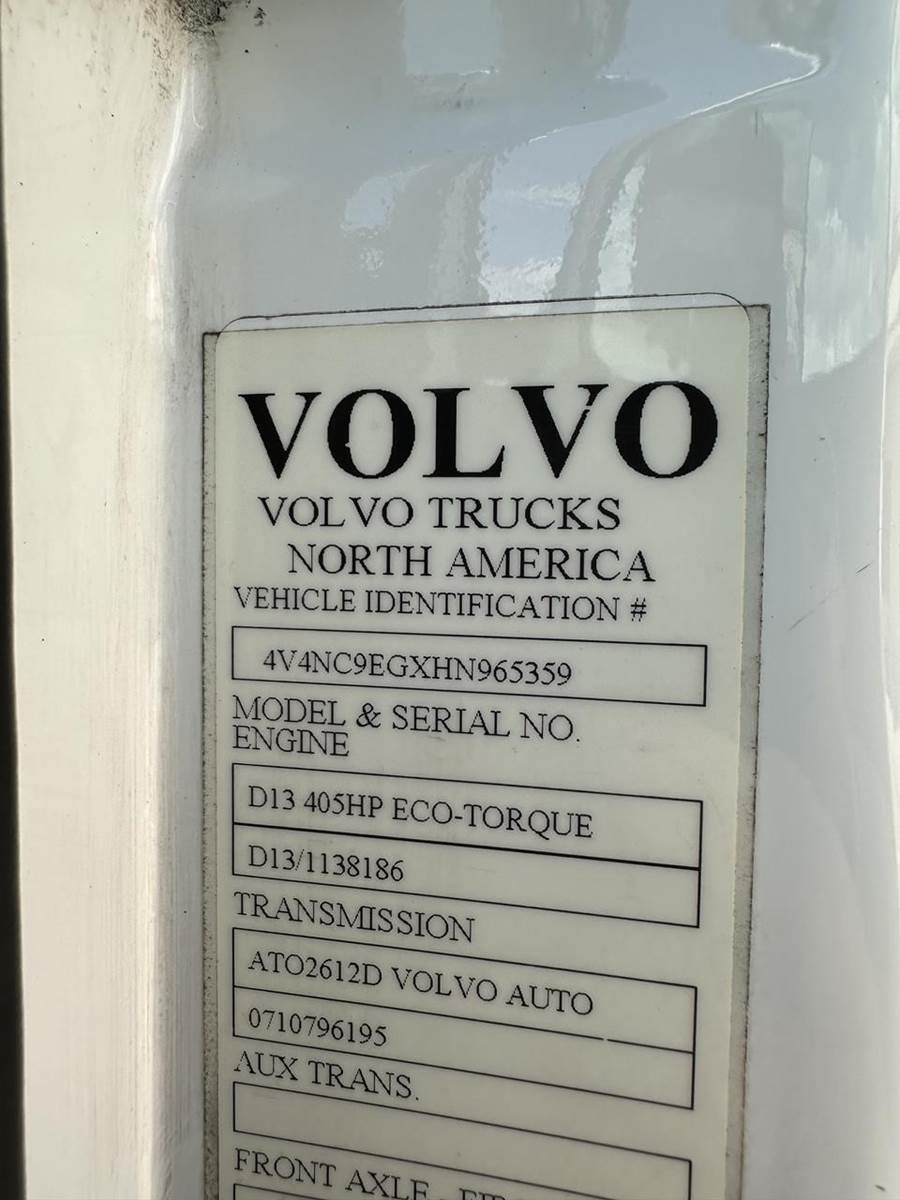 VOLVO
VOLVO TRUCKS
NORTH AMERICA
VEHICLE IDENTIFICATION #
4V4NC9EGXHN965359
MODEL & SERIAL NO.
ENGINE
D13 405HP ECO-TORQUE
D13/1138186
TRANSMISSION
ATO2612D VOLVO AUTO
0710796195
AUX TRANS.
FRONT AXLE -